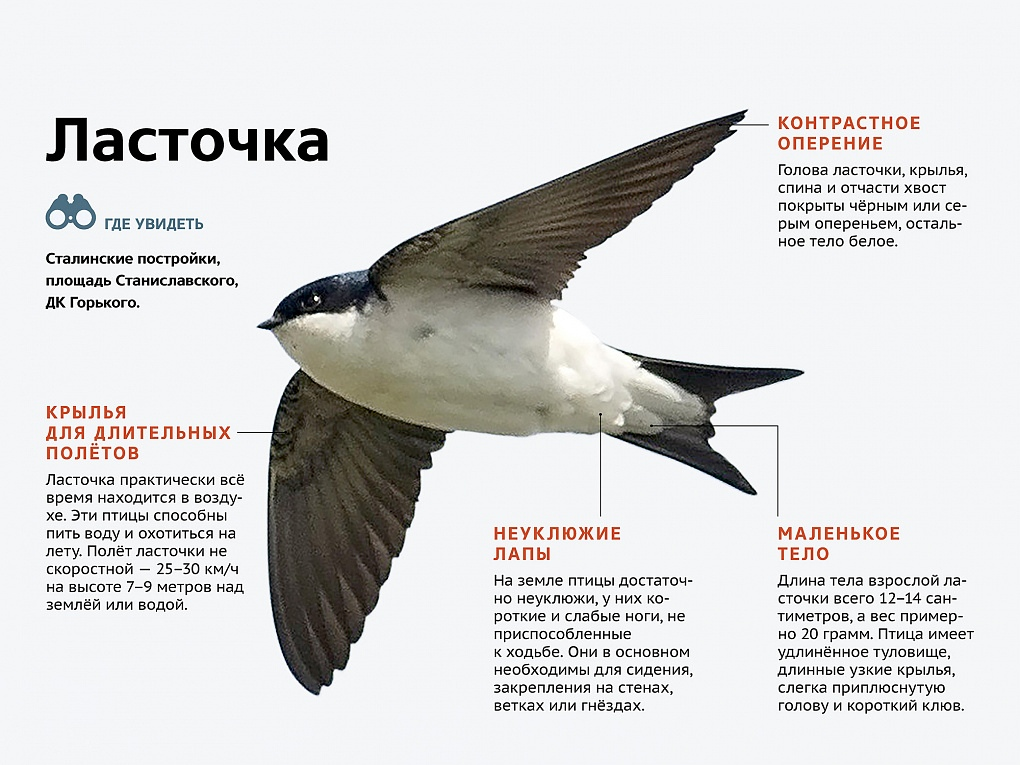 Ласточка
ГДЕ УВИДЕТЬ
Сталинские постройки,
площадь Станиславского,
ДК Горького.
КОНТРАСТНОЕ
ОПЕРЕНИЕ
Голова ласточки, крылья,
спина и отчасти хвост
покрыты чёрным или се-
рым опереньем, осталь-
ное тело белое.
КРЫЛЬЯ
ДЛЯ ДЛИТЕЛЬНЫХ
ПОЛЁТОВ
Ласточка практически всё
время находится в возду-
хе. Эти птицы способны
пить воду и охотиться на
лету. Полёт ласточки не
скоростной — 25–30 км/ч
на высоте 7–9 метров над
землёй или водой.
НЕУКЛЮЖИЕ
ЛАПЫ
На земле птицы достаточ-
но неуклюжи, у них ко-
роткие и слабые ноги, не
приспособленные
к ходьбе. Они в основном
необходимы для сидения,
закрепления на стенах,
ветках или гнёздах.
МАЛЕНЬКОЕ
ТЕЛО
Длина тела взрослой ла-
сточки всего 12–14 сан-
тиметров, а вес пример-
но 20 грамм. Птица имеет
удлинённое туловище,
длинные узкие крылья,
слегка приплюснутую
голову и короткий клюв.